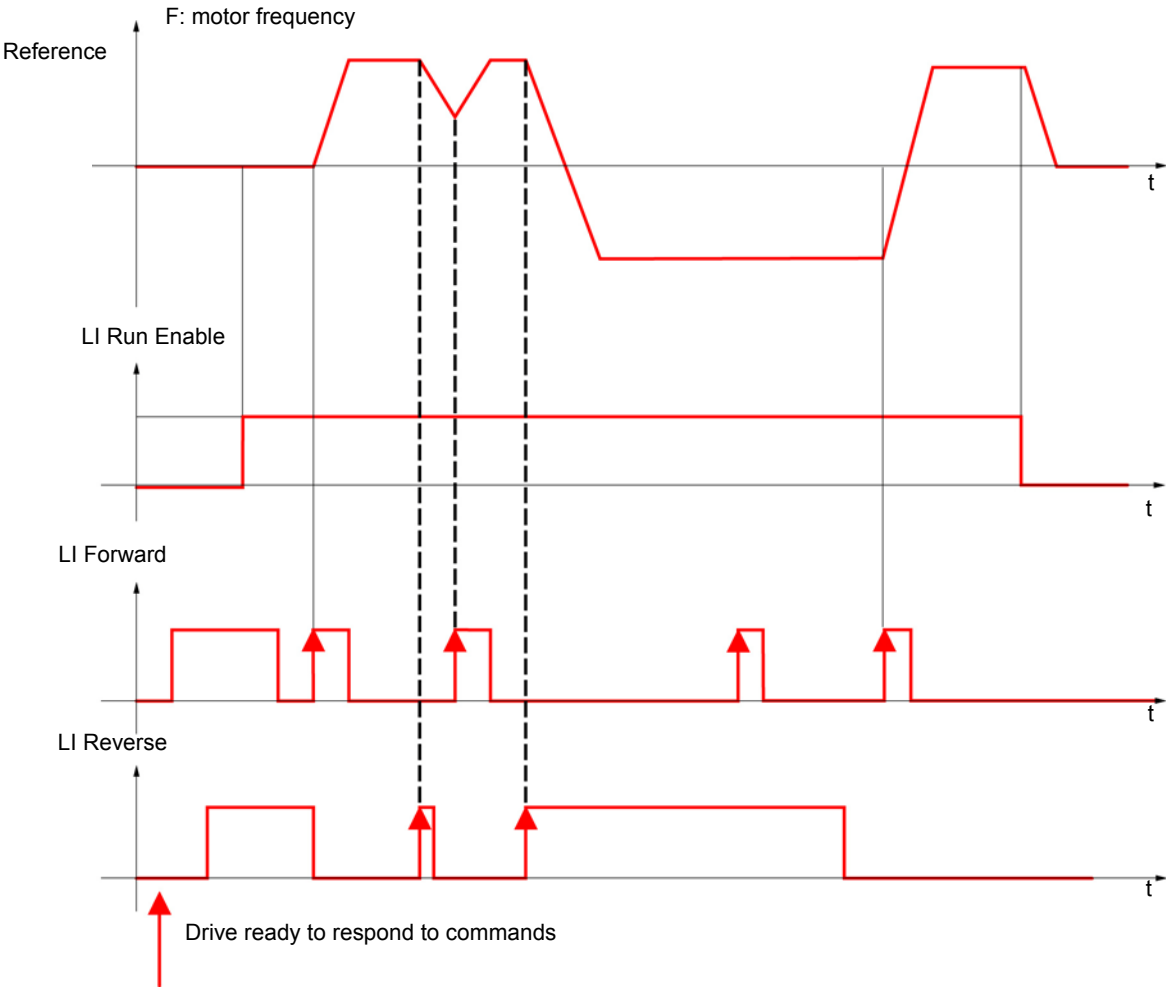 F: motor frequency
Reference
t
LI Run Enable
t
LI Forward
t
LI Reverse
t
Drive ready to respond to commands